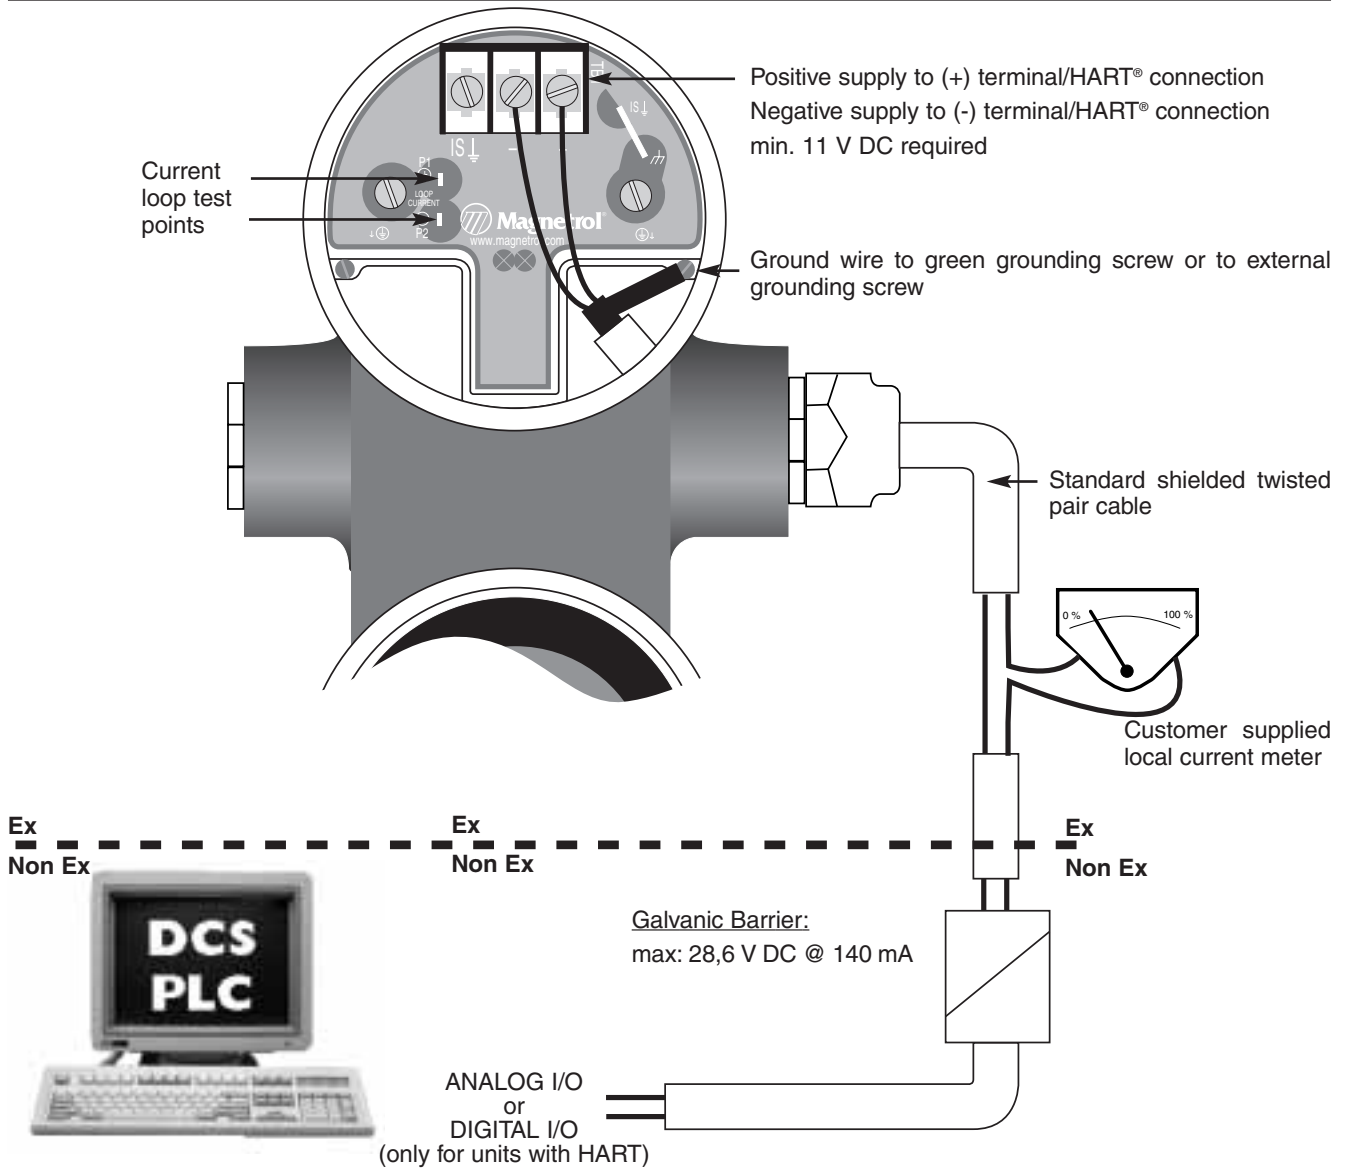 Positive supply to (+) terminal/HART® connection
Negative supply to (-) terminal/HART® connection
min. 11 V DC required
TB
IS
IS
–
Current
loop test
points
P1
LOOP
CURRENT
P2
Magnetrol®
www.magnetrol.com
Ground wire to green grounding screw or to external
grounding screw
Standard shielded twisted
pair cable
0 %
100 %
Customer supplied
local current meter
Ex
Ex
Ex
Non Ex
Non Ex
Non Ex
DCS
PLC
Galvanic Barrier:
max: 28,6 V DC @ 140 mA
ANALOG I/O
or
DIGITAL I/O
(only for units with HART)